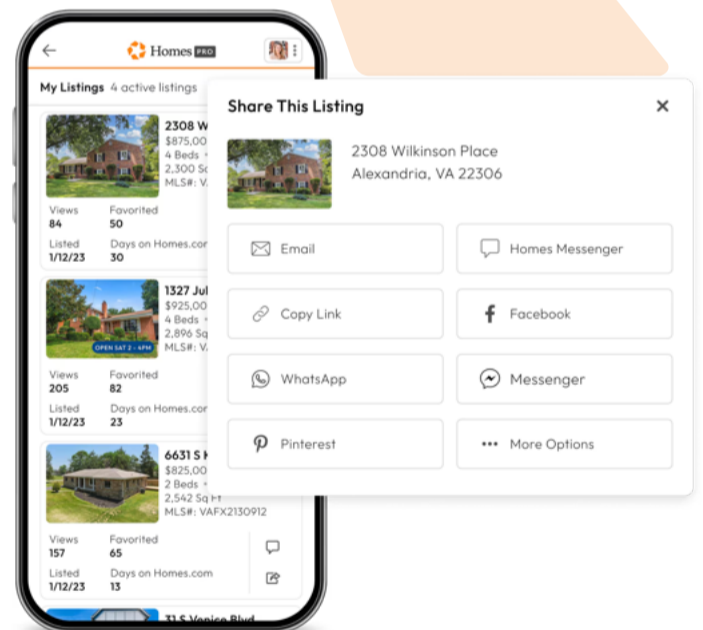 Homes PRO
My Listings 4 active listings
2308 W
$875,00
4 Beds •
2,300 Sq
MLS#: V
Views Favorited
84 50
Listed Days on Homes.com
1/12/23 30
1327 Jul
$925,00
4 Beds •
2,896 Sq
MLS#: V
OPEN SAT 2 - 4PM
Views Favorited
205 82
Listed Days on Homes.com
1/12/23 23
6631 S
$825,00
2 Beds •
2,542 Sq Ft
MLS#: VAFX2130912
Views Favorited
157 65
Listed Days on Homes.com
1/12/23 13
31 S Venice Blvd
Share This Listing
2308 Wilkinson Place
Alexandria, VA 22306
Email
Homes Messenger
Copy Link
Facebook
WhatsApp
Messenger
Pinterest
More Options